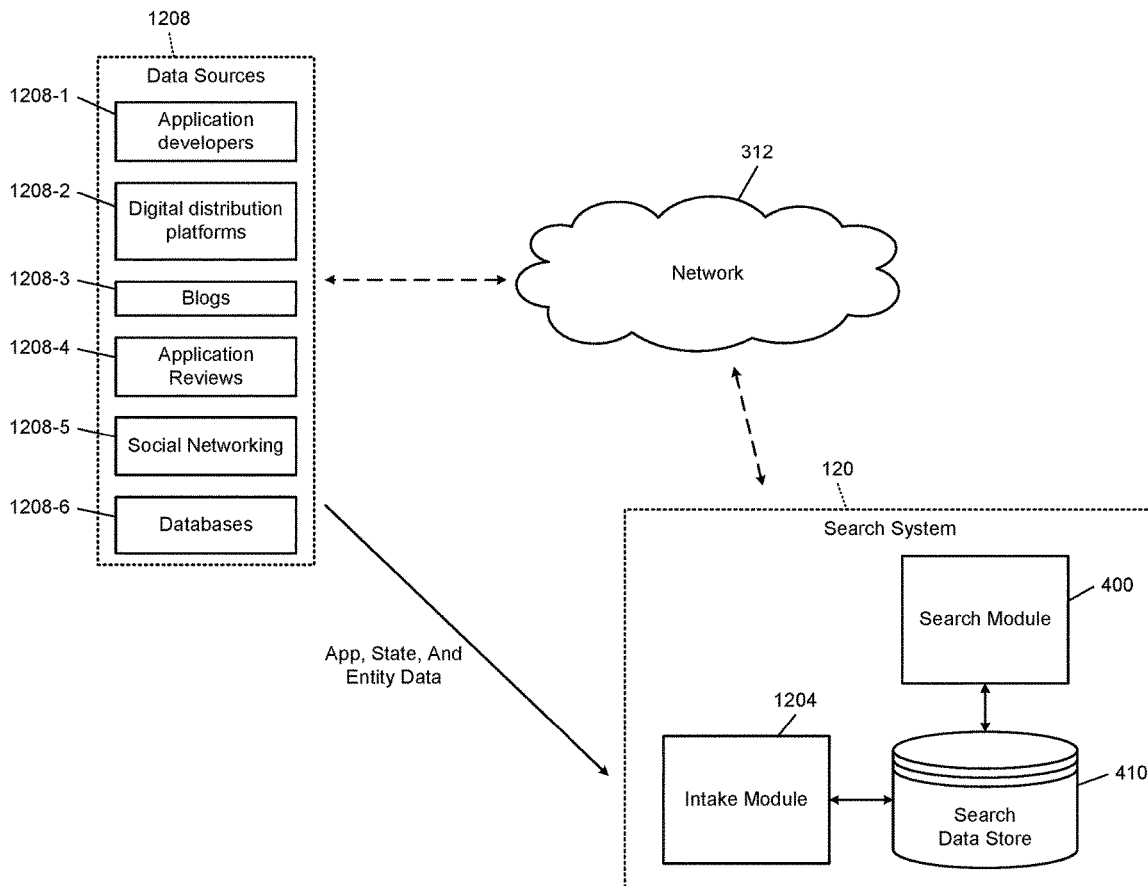 1208
Data Sources
1208-1
Application
developers
1208-2
Digital distribution
platforms
1208-3
Blogs
1208-4
Application
Reviews
1208-5
Social Networking
1208-6
Databases
312
Network
App, State, And
Entity Data
120
Search System
400
Search Module
1204
Intake Module
410
Search
Data Store